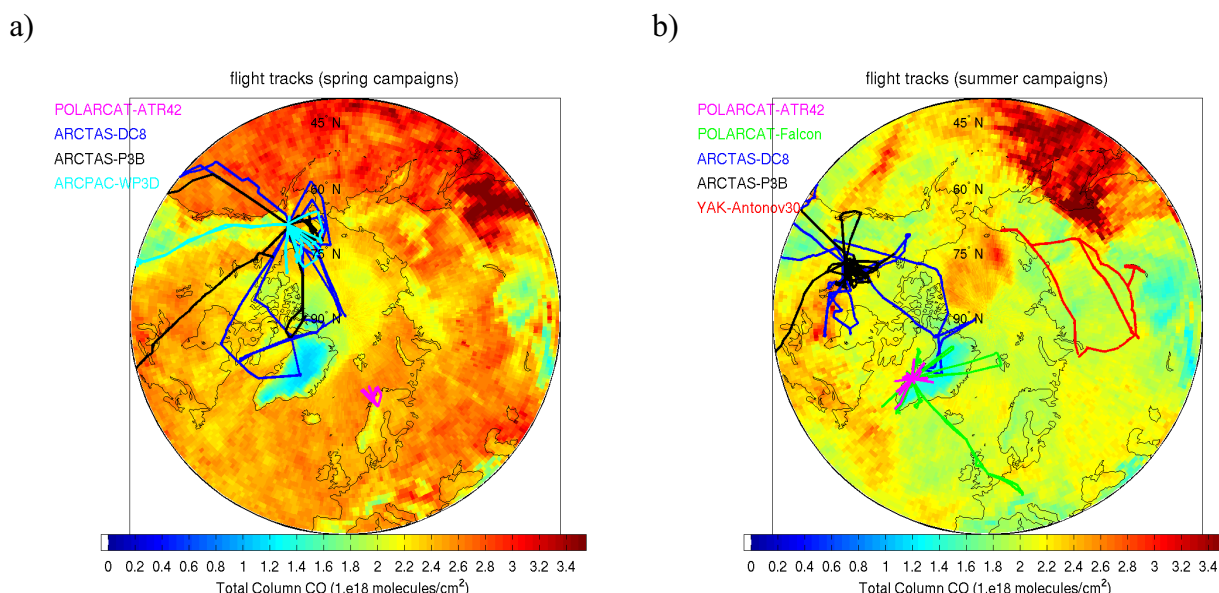 a)
flight tracks (spring campaigns)
POLARCAT-ATR42
ARCTAS-DC8
ARCTAS-P3B
ARCPAC-WP3D
45° N
60° N
75° N
90° N
0 0.2 0.4 0.6 0.8 1 1.2 1.4 1.6 1.8 2 2.2 2.4 2.6 2.8 3 3.2 3.4
Total Column CO (1.e18 molecules/cm²)
b)
flight tracks (summer campaigns)
POLARCAT-ATR42
POLARCAT-Falcon
ARCTAS-DC8
ARCTAS-P3B
YAK-Antonov30
45° N
60° N
75° N
90° N
0 0.2 0.4 0.6 0.8 1 1.2 1.4 1.6 1.8 2 2.2 2.4 2.6 2.8 3 3.2 3.4
Total Column CO (1.e18 molecules/cm²)